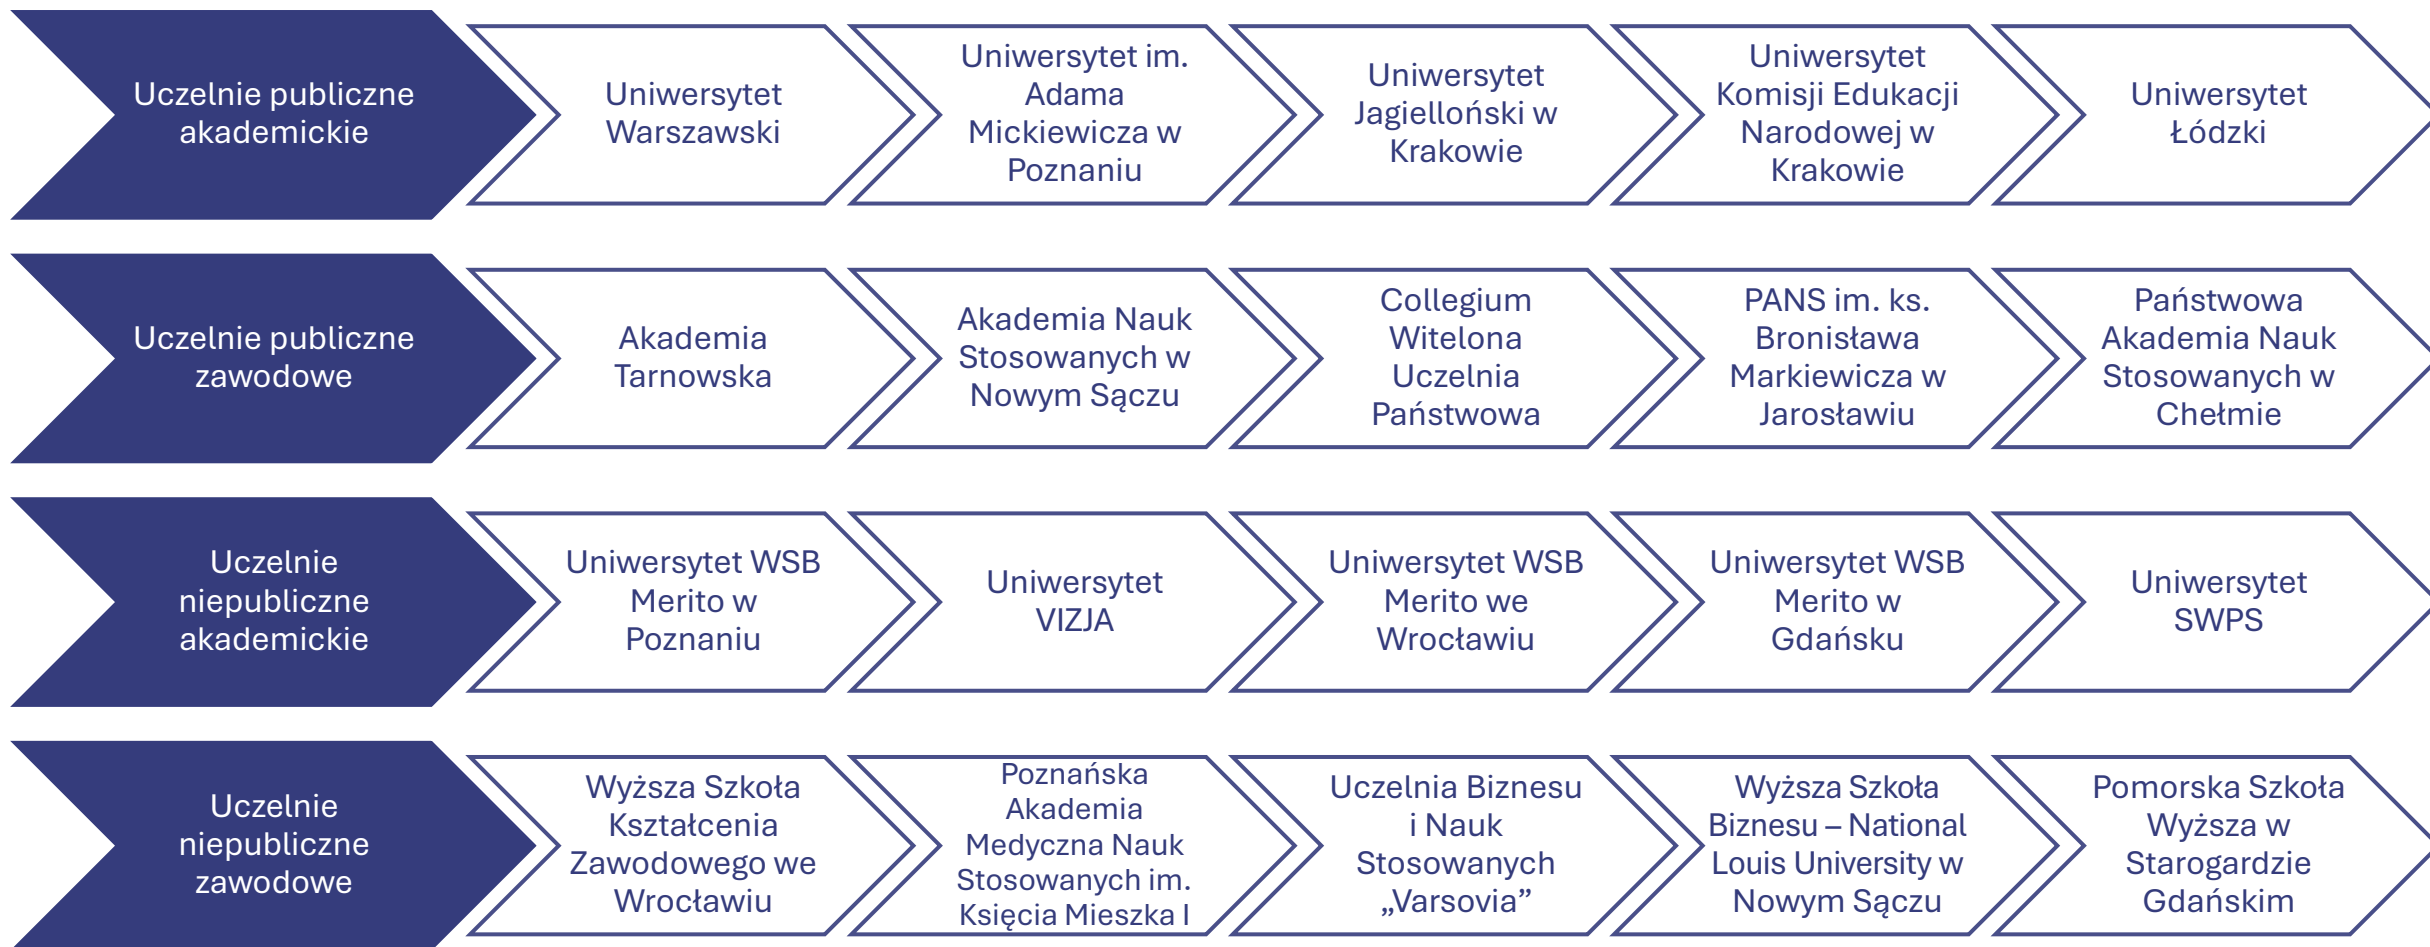 Uczelnie publiczne
akademickie
Uniwersytet
Warszawski
Uniwersytet im.
Adama
Mickiewicza w
Poznaniu
Uniwersytet
Jagielloński w
Krakowie
Uniwersytet
Komisji Edukacji
Narodowej w
Krakowie
Uniwersytet
Łódzki
Uczelnie publiczne
zawodowe
Akademia
Tarnowska
Akademia Nauk
Stosowanych w
Nowym Sączu
Collegium
Witelona
Uczelnia
Państwowa
PANS im. ks.
Bronisława
Markiewicza w
Jarosławiu
Państwowa
Akademia Nauk
Stosowanych w
Chełmie
Uczelnie
niepubliczne
akademickie
Uniwersytet WSB
Merito w
Poznaniu
Uniwersytet
VIZJA
Uniwersytet WSB
Merito we
Wrocławiu
Uniwersytet WSB
Merito w
Gdańsku
Uniwersytet
SWPS
Uczelnie
niepubliczne
zawodowe
Wyższa Szkoła
Kształcenia
Zawodowego we
Wrocławiu
Poznańska
Akademia
Medyczna Nauk
Stosowanych im.
Księcia Mieszka I
Uczelnia Biznesu
i Nauk
Stosowanych
„Varsovia”
Wyższa Szkoła
Biznesu – National
Louis University w
Nowym Sączu
Pomorska Szkoła
Wyższa w
Starogardzie
Gdańskim